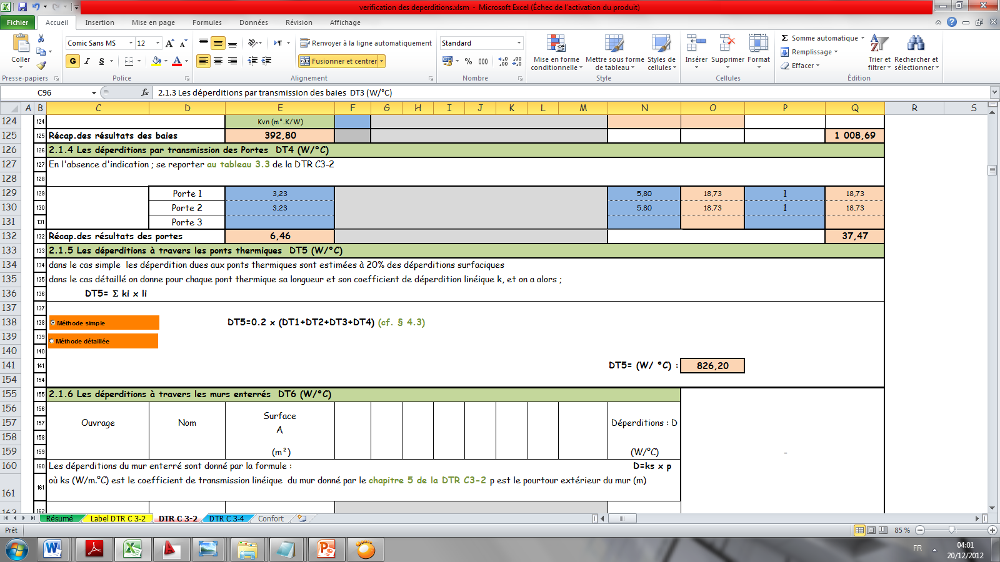 verification des deperditions.xlsm - Microsoft Excel (Échec de l'activation du produit)
Fichier Accueil Insertion Mise en page Formules Données Révision Affichage
Coller
Presse-papiers
Comic Sans MS 12
G I S
Police
Renvoyer à la ligne automatiquement
Fusionner et centrer
Alignement
Standard
% 000
Nombre
Mise en forme conditionnelle
Mettre sous forme de tableau
Styles de cellules
Style
Insérer Supprimer Format
Cellules
Σ Somme automatique
Remplissage
Effacer
Trier et filtrer
Rechercher et sélectionner
Édition
C96 fx 2.1.3 Les déperditions par transmission des baies DT3 (W/°C)
A B C D E F G H I J K L M N O P Q R S
124 124 Kvn (m².K/W)
125 125 Récap.des résultats des baies 392,80 1 008,69
126 126 2.1.4 Les déperditions par transmission des Portes DT4 (W/°C)
127 127 En l'absence d'indication ; se reporter au tableau 3.3 de la DTR C3-2
128 128
129 129 Porte 1 3,23 5,80 18,73 1 18,73
130 130 Porte 2 3,23 5,80 18,73 1 18,73
131 131 Porte 3
132 132 Récap.des résultats des portes 6,46 37,47
133 133 2.1.5 Les déperditions à travers les ponts thermiques DT5 (W/°C)
134 134 dans le cas simple les déperdition dues aux ponts thermiques sont estimées à 20% des déperditions surfaciques
135 135 dans le cas détaillé on donne pour chaque pont thermique sa longueur et son coefficient de déperdition linéique k, et on a alors ;
136 136 DT5= Σ ki x li
137 137
138 138 Méthode simple DT5=0.2 x (DT1+DT2+DT3+DT4) (cf. § 4.3)
139 139 Méthode détaillée
140 140
141 141 DT5= (W/ °C) : 826,20
154 154
155 155 2.1.6 Les déperditions à travers les murs enterrés DT6 (W/°C)
156 156 Surface
157 157 Ouvrage Nom Déperditions : D
158 158 Ai
159 159 (m²) (W/°C) -
160 160 Les déperditions du mur enterré sont donné par la formule : D=ks x p
161 161 où ks (W/m.°C) est le coefficient de transmission linéique du mur donné par le chapitre 5 de la DTR C3-2 p est le pourtour extérieur du mur (m)
162 162
Résumé Label DTR C 3-2 DTR C 3-2 DTR C 3-4 Confort
Prêt 85 %
FR 04:01
20/12/2012